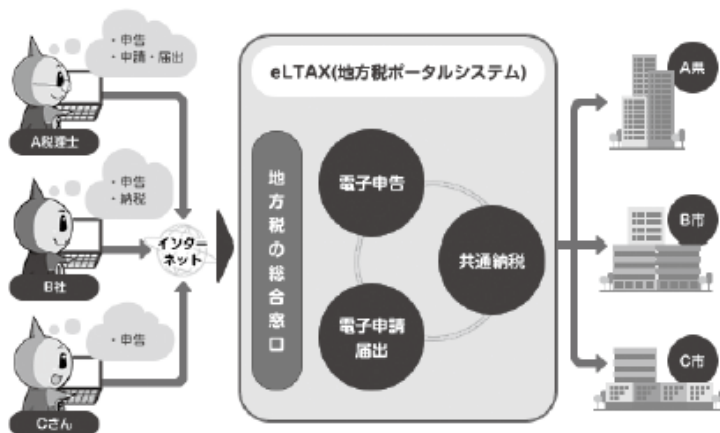 ・申告
・申請・届出
A税理士
・申告
・納税
B社
・申告
Cさん
インター
ネット
eLTAX(地方税ポータルシステム)
地方税の総合窓口
電子申告
共通納税
電子申請
届出
A県
B市
C市